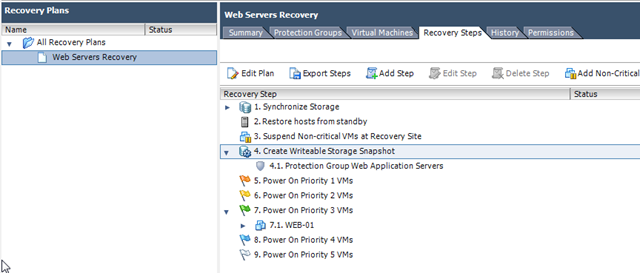 Recovery Plans
Name Status
All Recovery Plans
Web Servers Recovery
Web Servers Recovery
Summary Protection Groups Virtual Machines Recovery Steps History Permissions
Edit Plan Export Steps Add Step Edit Step Delete Step Add Non-Critical
Recovery Step Status
1. Synchronize Storage
2. Restore hosts from standby
3. Suspend Non-critical VMs at Recovery Site
4. Create Writeable Storage Snapshot
4.1. Protection Group Web Application Servers
5. Power On Priority 1 VMs
6. Power On Priority 2 VMs
7. Power On Priority 3 VMs
7.1. WEB-01
8. Power On Priority 4 VMs
9. Power On Priority 5 VMs